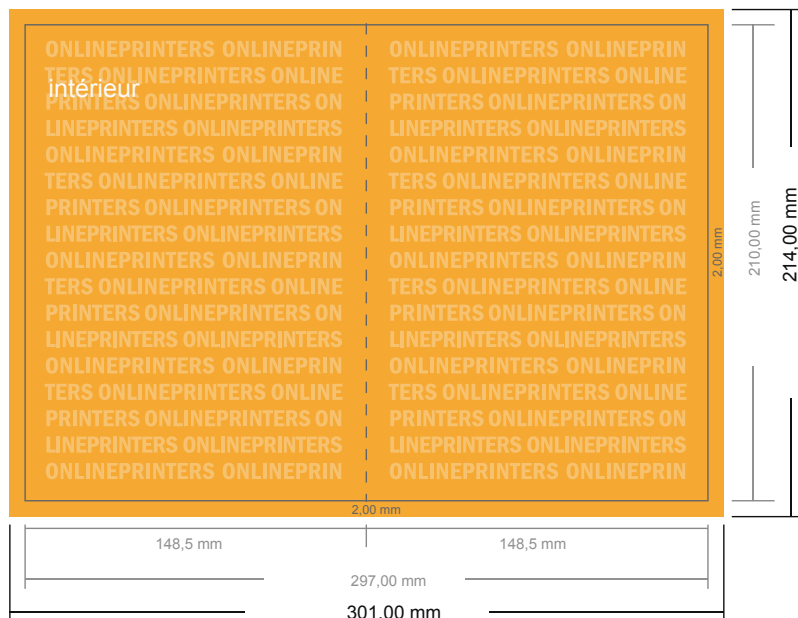 ONLINEPRINTERS ONLINEPRIN
TERS ONLINEPRINTERS ONLINE
intérieur
PRINTERS ONLINEPRINTERS ON
LINEPRINTERS ONLINEPRINTERS
ONLINEPRINTERS ONLINEPRIN
TERS ONLINEPRINTERS ONLINE
PRINTERS ONLINEPRINTERS ON
LINEPRINTERS ONLINEPRINTERS
ONLINEPRINTERS ONLINEPRIN
TERS ONLINEPRINTERS ONLINE
PRINTERS ONLINEPRINTERS ON
LINEPRINTERS ONLINEPRINTERS
ONLINEPRINTERS ONLINEPRIN
TERS ONLINEPRINTERS ONLINE
PRINTERS ONLINEPRINTERS ON
LINEPRINTERS ONLINEPRINTERS
ONLINEPRINTERS ONLINEPRIN
ONLINEPRINTERS ONLINEPRIN
TERS ONLINEPRINTERS ONLINE
PRINTERS ONLINEPRINTERS ON
LINEPRINTERS ONLINEPRINTERS
ONLINEPRINTERS ONLINEPRIN
TERS ONLINEPRINTERS ONLINE
PRINTERS ONLINEPRINTERS ON
LINEPRINTERS ONLINEPRINTERS
ONLINEPRINTERS ONLINEPRIN
TERS ONLINEPRINTERS ONLINE
PRINTERS ONLINEPRINTERS ON
LINEPRINTERS ONLINEPRINTERS
ONLINEPRINTERS ONLINEPRIN
TERS ONLINEPRINTERS ONLINE
PRINTERS ONLINEPRINTERS ON
LINEPRINTERS ONLINEPRINTERS
ONLINEPRINTERS ONLINEPRIN
2,00 mm
210,00 mm
214,00 mm
2,00 mm
148,5 mm
148,5 mm
297,00 mm
301,00 mm